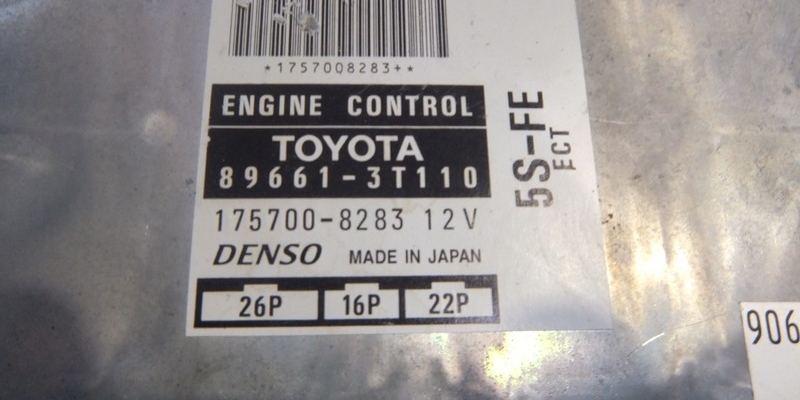 *1757008283+*
ENGINE CONTROL
TOYOTA
89661-3T110
175700-8283 12V
DENSO MADE IN JAPAN
26P 16P 22P
5S-FE
ECT
906